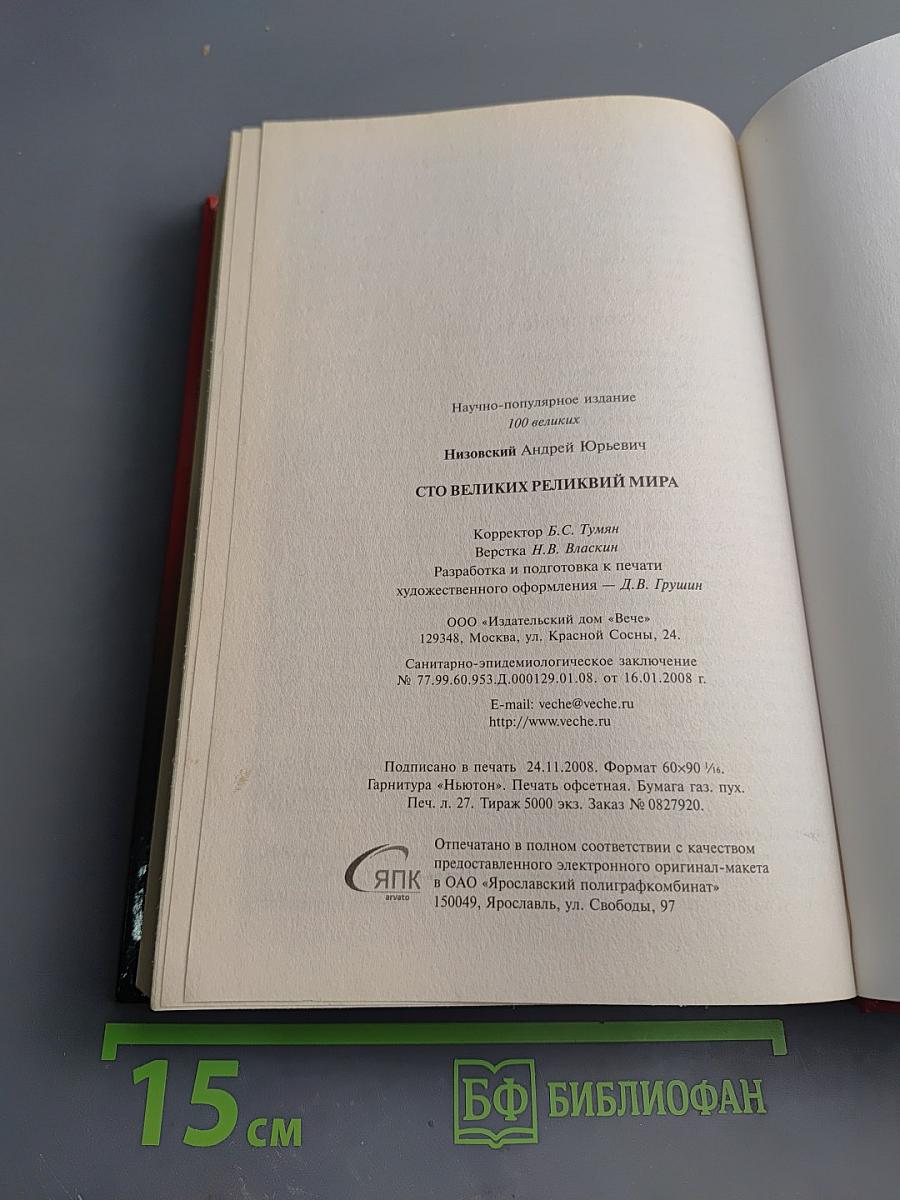 Научно-популярное издание
100 великих
Низовский Андрей Юрьевич
СТО ВЕЛИКИХ РЕЛИКВИЙ МИРА
Корректор Б.С. Тумян
Верстка Н.В. Власкин
Разработка и подготовка к печати
художественного оформления — Д.В. Грушин
ООО «Издательский дом «Вече»
129348, Москва, ул. Красной Сосны, 24.
Санитарно-эпидемиологическое заключение
№ 77.99.60.953.Д.000129.01.08. от 16.01.2008 г.
E-mail: veche@veche.ru
http://www.veche.ru
Подписано в печать 24.11.2008. Формат 60×90 1/16.
Гарнитура «Ньютон». Печать офсетная. Бумага газ. пух.
Печ. л. 27. Тираж 5000 экз. Заказ № 0827920.
Отпечатано в полном соответствии с качеством
предоставленного электронного оригинал-макета
в ОАО «Ярославский полиграфкомбинат»
150049, Ярославль, ул. Свободы, 97
ЯПК
arvato
15 см
БФ БИБЛИОФАН